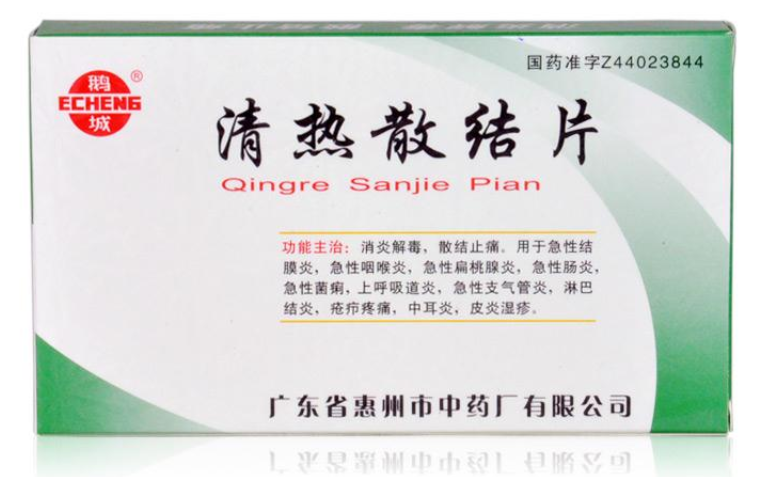 国药准字Z44023844
鹅
ECHENG
城
®
清热散结片
Qingre Sanjie Pian
功能主治：消炎解毒，散结止痛。用于急性结
膜炎，急性咽喉炎，急性扁桃腺炎，急性肠炎，
急性菌痢，上呼吸道炎，急性支气管炎，淋巴
结炎，疮疖疼痛，中耳炎，皮炎湿疹。
广东省惠州市中药厂有限公司